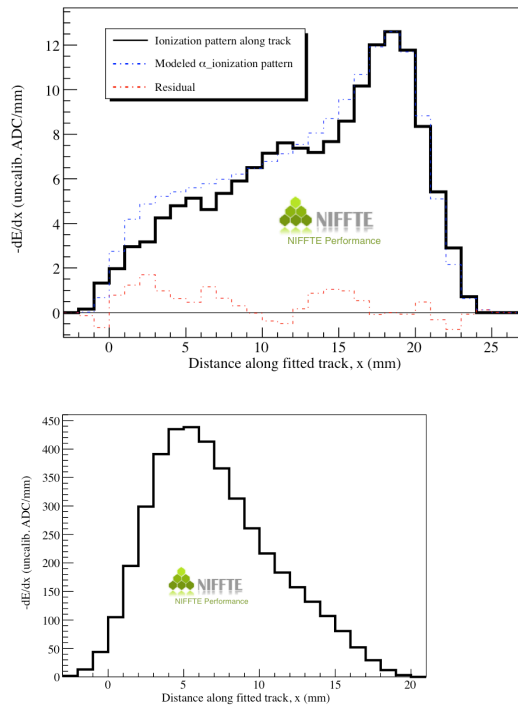 -dE/dx (uncalib. ADC/mm)
12
10
8
6
4
2
0
Ionization pattern along track
Modeled α_ionization pattern
Residual
NIFFTE
NIFFTE Performance
0 5 10 15 20 25
Distance along fitted track, x (mm)
-dE/dx (uncalib. ADC/mm)
450
400
350
300
250
200
150
100
50
0
NIFFTE
NIFFTE Performance
0 5 10 15 20
Distance along fitted track, x (mm)